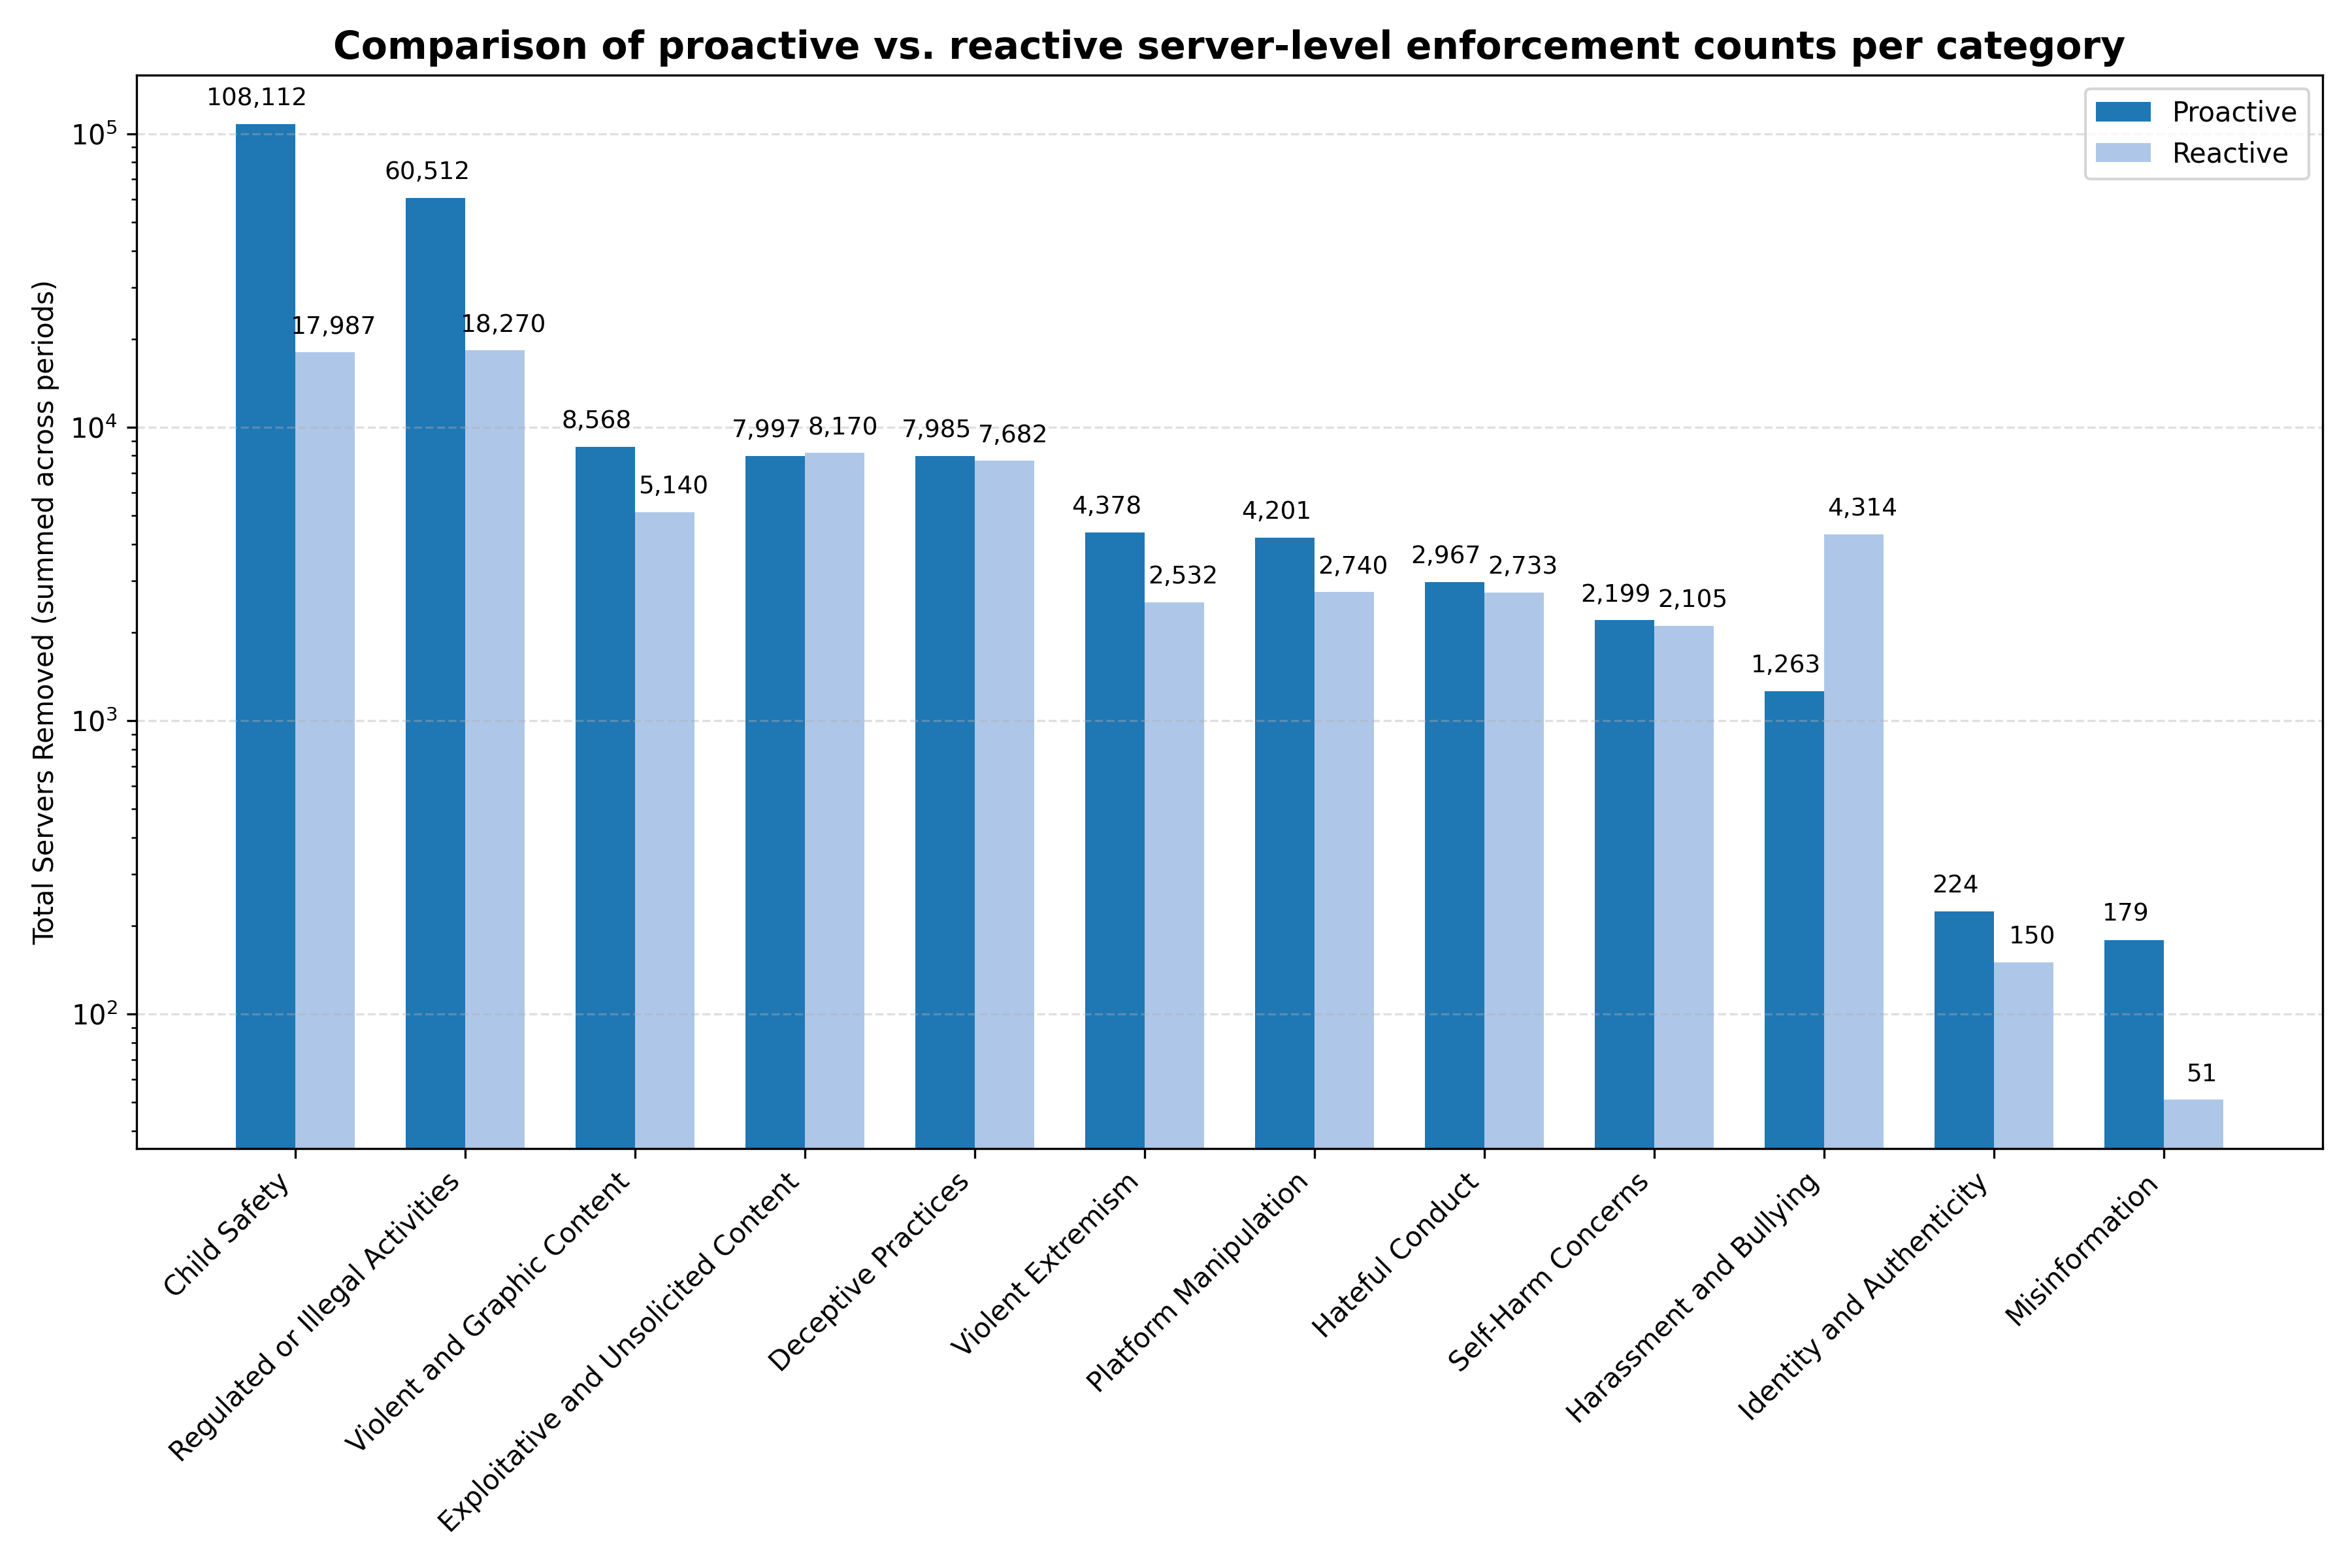 Comparison of proactive vs. reactive server-level enforcement counts per category
Proactive
Reactive
Total Servers Removed (summed across periods)
10⁵
10⁴
10³
10²
108,112
17,987
60,512
18,270
8,568
5,140
7,997
8,170
7,985
7,682
4,378
2,532
4,201
2,740
2,967
2,733
2,199
2,105
1,263
4,314
224
150
179
51
Child Safety
Regulated or Illegal Activities
Violent and Graphic Content
Exploitative and Unsolicited Content
Deceptive Practices
Violent Extremism
Platform Manipulation
Hateful Conduct
Self-Harm Concerns
Harassment and Bullying
Identity and Authenticity
Misinformation